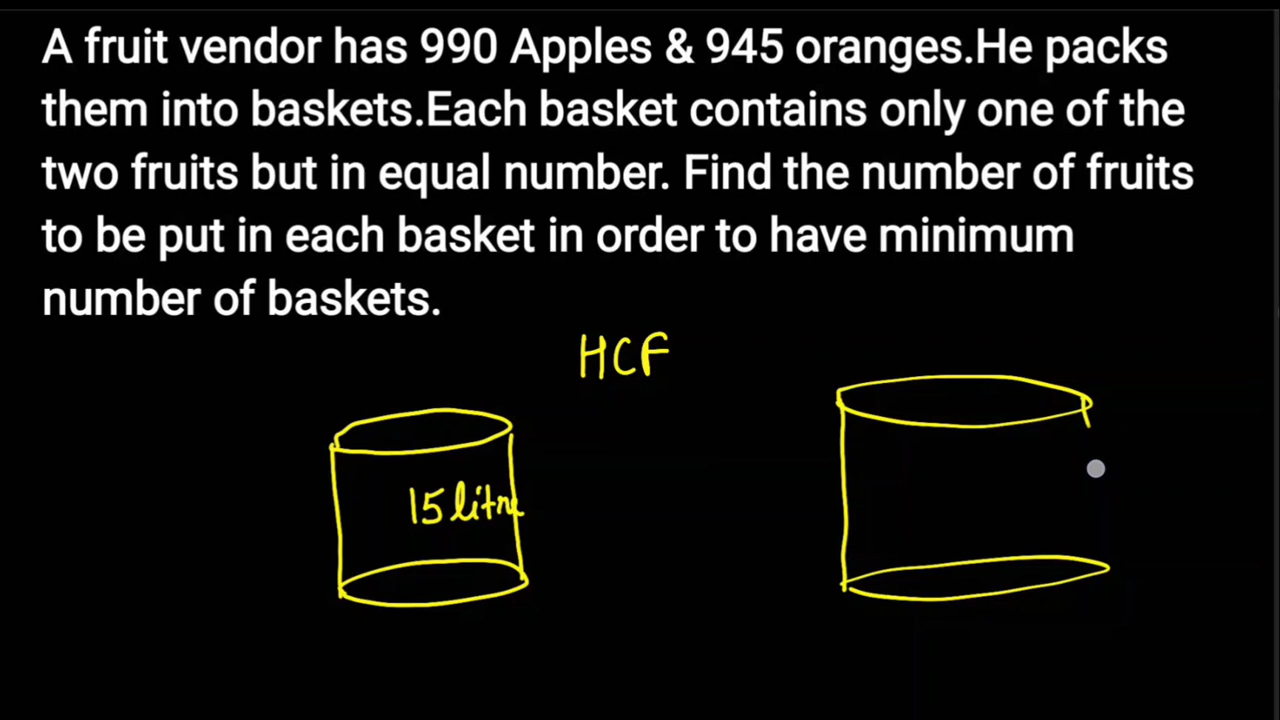 A fruit vendor has 990 Apples & 945 oranges.He packs
them into baskets.Each basket contains only one of the
two fruits but in equal number. Find the number of fruits
to be put in each basket in order to have minimum
number of baskets.
HCF
15 litre